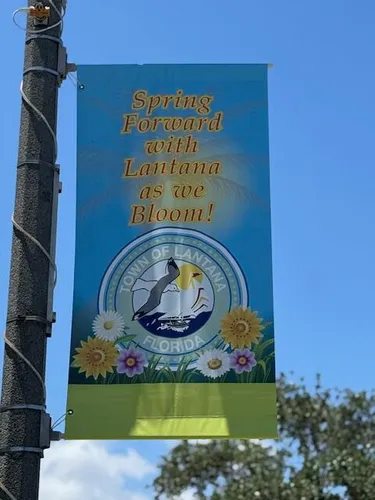 Spring
Forward
with
Lantana
as we
Bloom!
TOWN OF LANTANA
FLORIDA